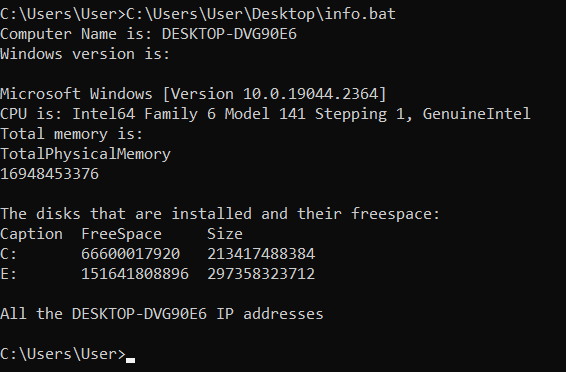 C:\Users\User>C:\Users\User\Desktop\info.bat
Computer Name is: DESKTOP-DVG90E6
Windows version is:
Microsoft Windows [Version 10.0.19044.2364]
CPU is: Intel64 Family 6 Model 141 Stepping 1, GenuineIntel
Total memory is:
TotalPhysicalMemory
16948453376
The disks that are installed and their freespace:
Caption  FreeSpace     Size
C:       66600017920   213417488384
E:       151641808896  297358323712
All the DESKTOP-DVG90E6 IP addresses
C:\Users\User>